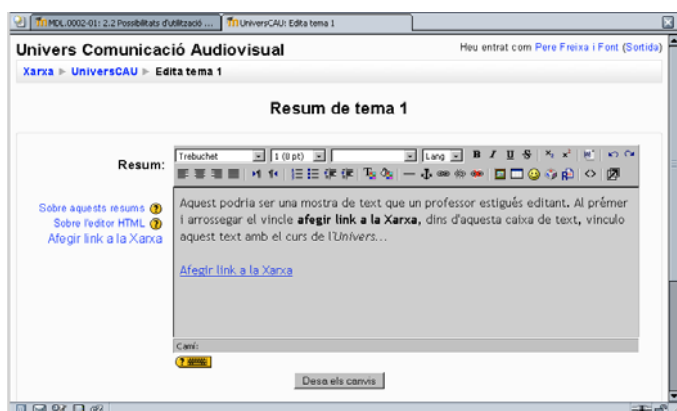 MDL.0002-01: 2.2 Possibilitats d'utilització ...
UniversCAU: Edita tema 1
Univers Comunicació Audiovisual
Heu entrat com Pere Freixa i Font (Sortida)
Xarxa ► UniversCAU ► Edita tema 1
Resum de tema 1
Resum:
Trebuchet 1 (8 pt) Lang B I U S
Sobre aquests resums
Sobre l'editor HTML
Afegir link a la Xarxa
Aquest podria ser una mostra de text que un professor estigués editant. Al prémer
i arrossegar el vincle afegir link a la Xarxa, dins d'aquesta caixa de text, vinculo
aquest text amb el curs de l'Univers...
Afegir link a la Xarxa
Camí:
Desa els canvis